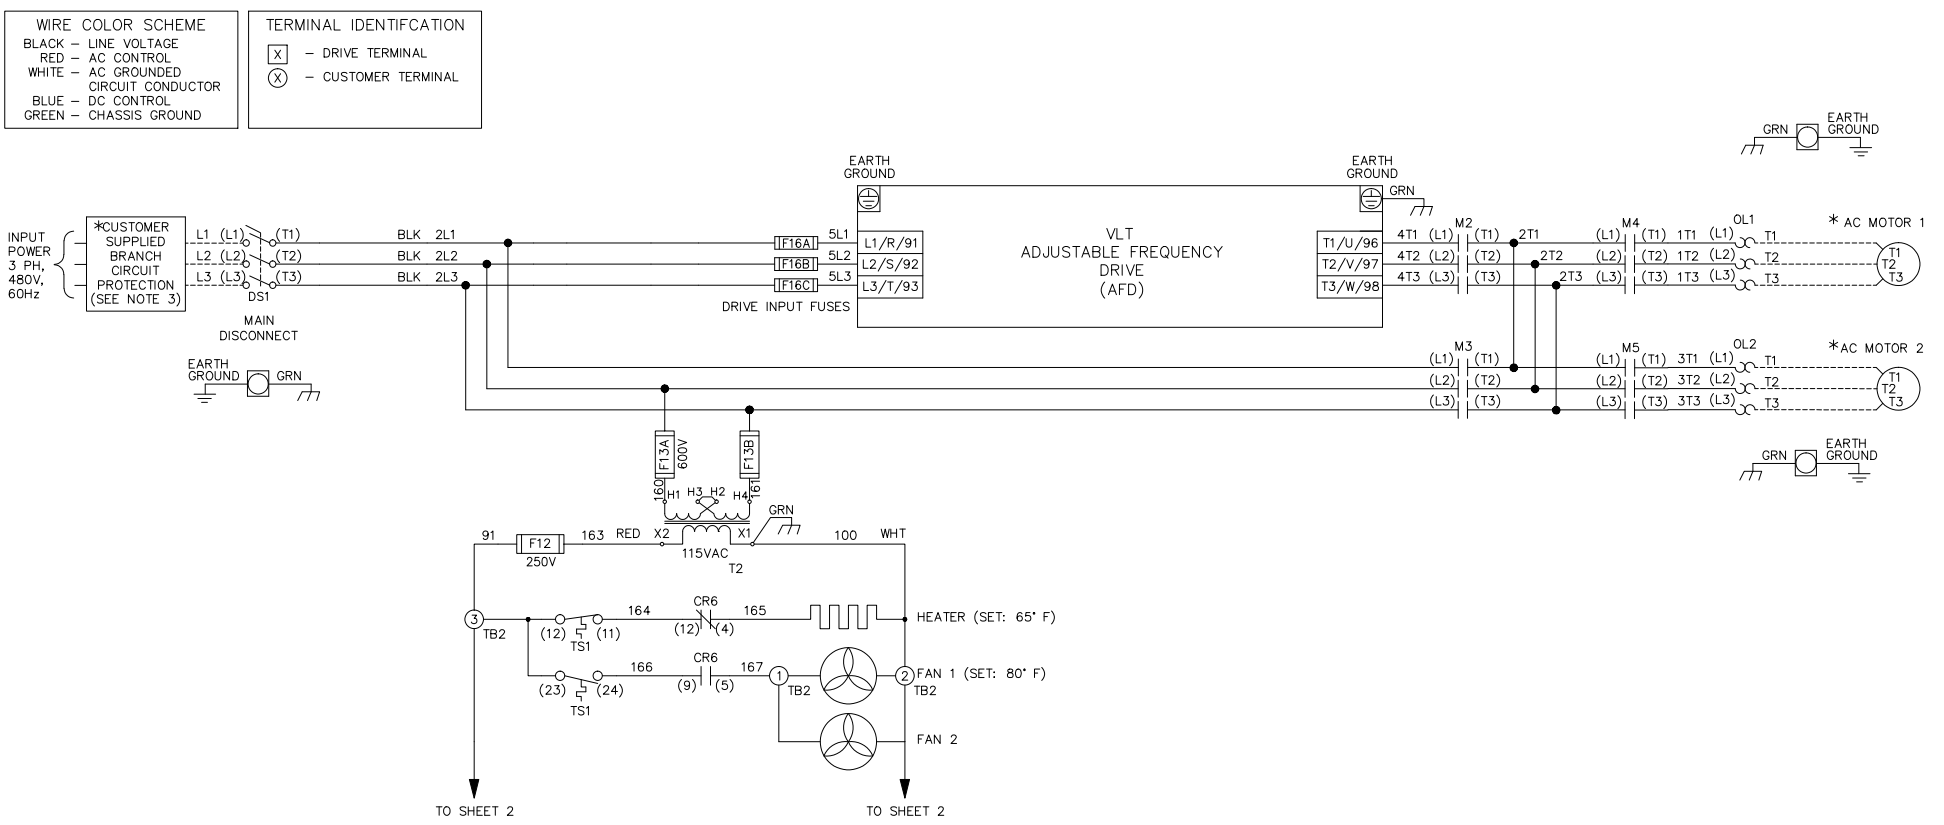 WIRE COLOR SCHEME
BLACK – LINE VOLTAGE
RED – AC CONTROL
WHITE – AC GROUNDED
CIRCUIT CONDUCTOR
BLUE – DC CONTROL
GREEN – CHASSIS GROUND
TERMINAL IDENTIFCATION
X – DRIVE TERMINAL
X – CUSTOMER TERMINAL
GRN
EARTH
GROUND
EARTH
GROUND
EARTH
GROUND
GRN
INPUT
POWER
3 PH,
480V,
60Hz
*CUSTOMER
SUPPLIED
BRANCH
CIRCUIT
PROTECTION
(SEE NOTE 3)
L1 (L1) (T1) BLK 2L1
L2 (L2) (T2) BLK 2L2
L3 (L3) (T3) BLK 2L3
DS1
MAIN
DISCONNECT
F16A 5L1 L1/R/91
F16B 5L2 L2/S/92
F16C 5L3 L3/T/93
DRIVE INPUT FUSES
VLT
ADJUSTABLE FREQUENCY
DRIVE
(AFD)
T1/U/96 4T1 (L1) M2 (T1) 2T1 (L1) M4 (T1) 1T1 (L1) OL1 T1
T2/V/97 4T2 (L2) (T2) 2T2 (L2) (T2) 1T2 (L2) T2
T3/W/98 4T3 (L3) (T3) 2T3 (L3) (T3) 1T3 (L3) T3
* AC MOTOR 1
T1
T2
T3
EARTH
GROUND
GRN
(L1) M3 (T1) (L1) M5 (T1) 3T1 (L1) OL2 T1
(L2) (T2) (L2) (T2) 3T2 (L2) T2
(L3) (T3) (L3) (T3) 3T3 (L3) T3
*AC MOTOR 2
T1
T2
T3
GRN
EARTH
GROUND
F13A
600V
F13B
160
161
H1 H3 H2 H4
GRN
91 F12 163 RED X2 X1 100 WHT
250V
115VAC
T2
3
TB2
(12) (11)
TS1
164
CR6
(12) (4)
165
HEATER (SET: 65° F)
(23) (24)
TS1
166
CR6
(9) (5)
167
1
TB2
2
TB2
FAN 1 (SET: 80° F)
FAN 2
TO SHEET 2
TO SHEET 2